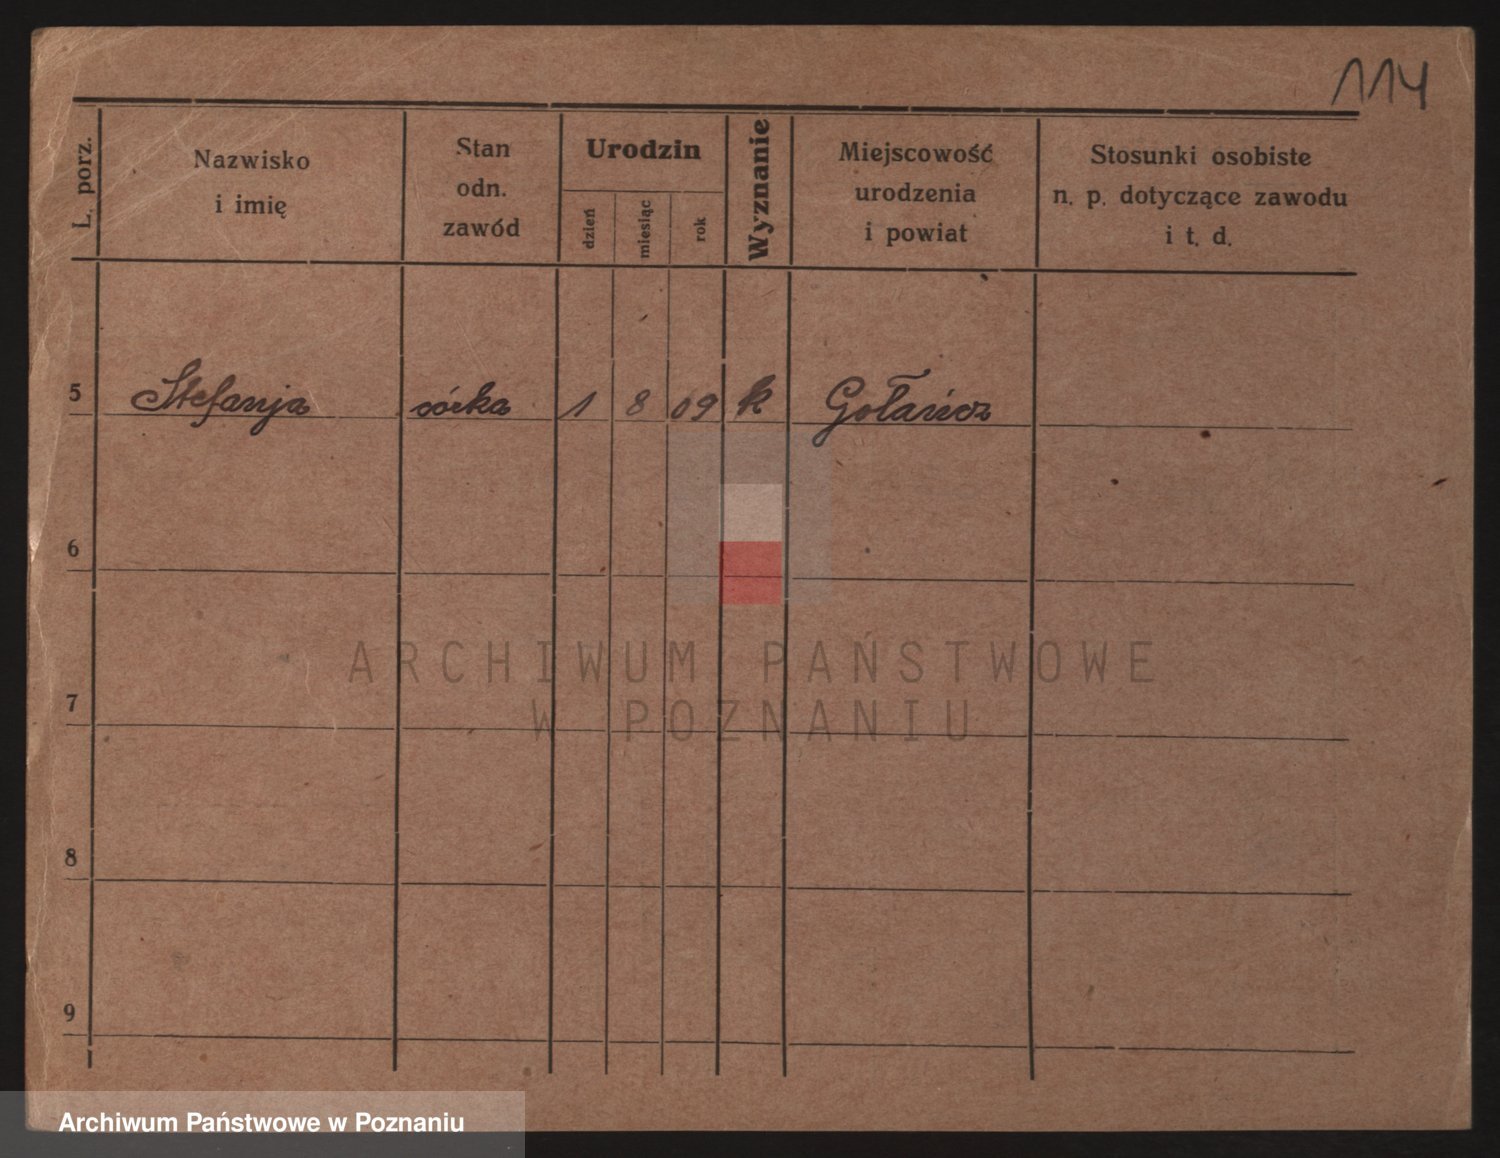 114
L. porz.
Nazwisko
i imię
Stan
odn.
zawód
Urodzin
dzień
miesiąc
rok
Wyznanie
Miejscowość
urodzenia
i powiat
Stosunki osobiste
n. p. dotyczące zawodu
i t. d.
5 Stefanja córka 1 8 09 k Gołańcz
6
7
8
9
ARCHIWUM PAŃSTWOWE
W POZNANIU
Archiwum Państwowe w Poznaniu